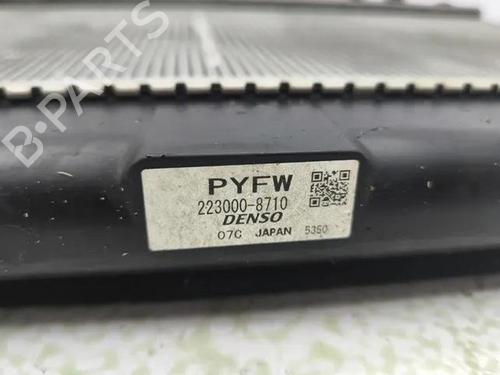 B-PARTS
PYFW
223000-8710
DENSO
07C JAPAN 5350